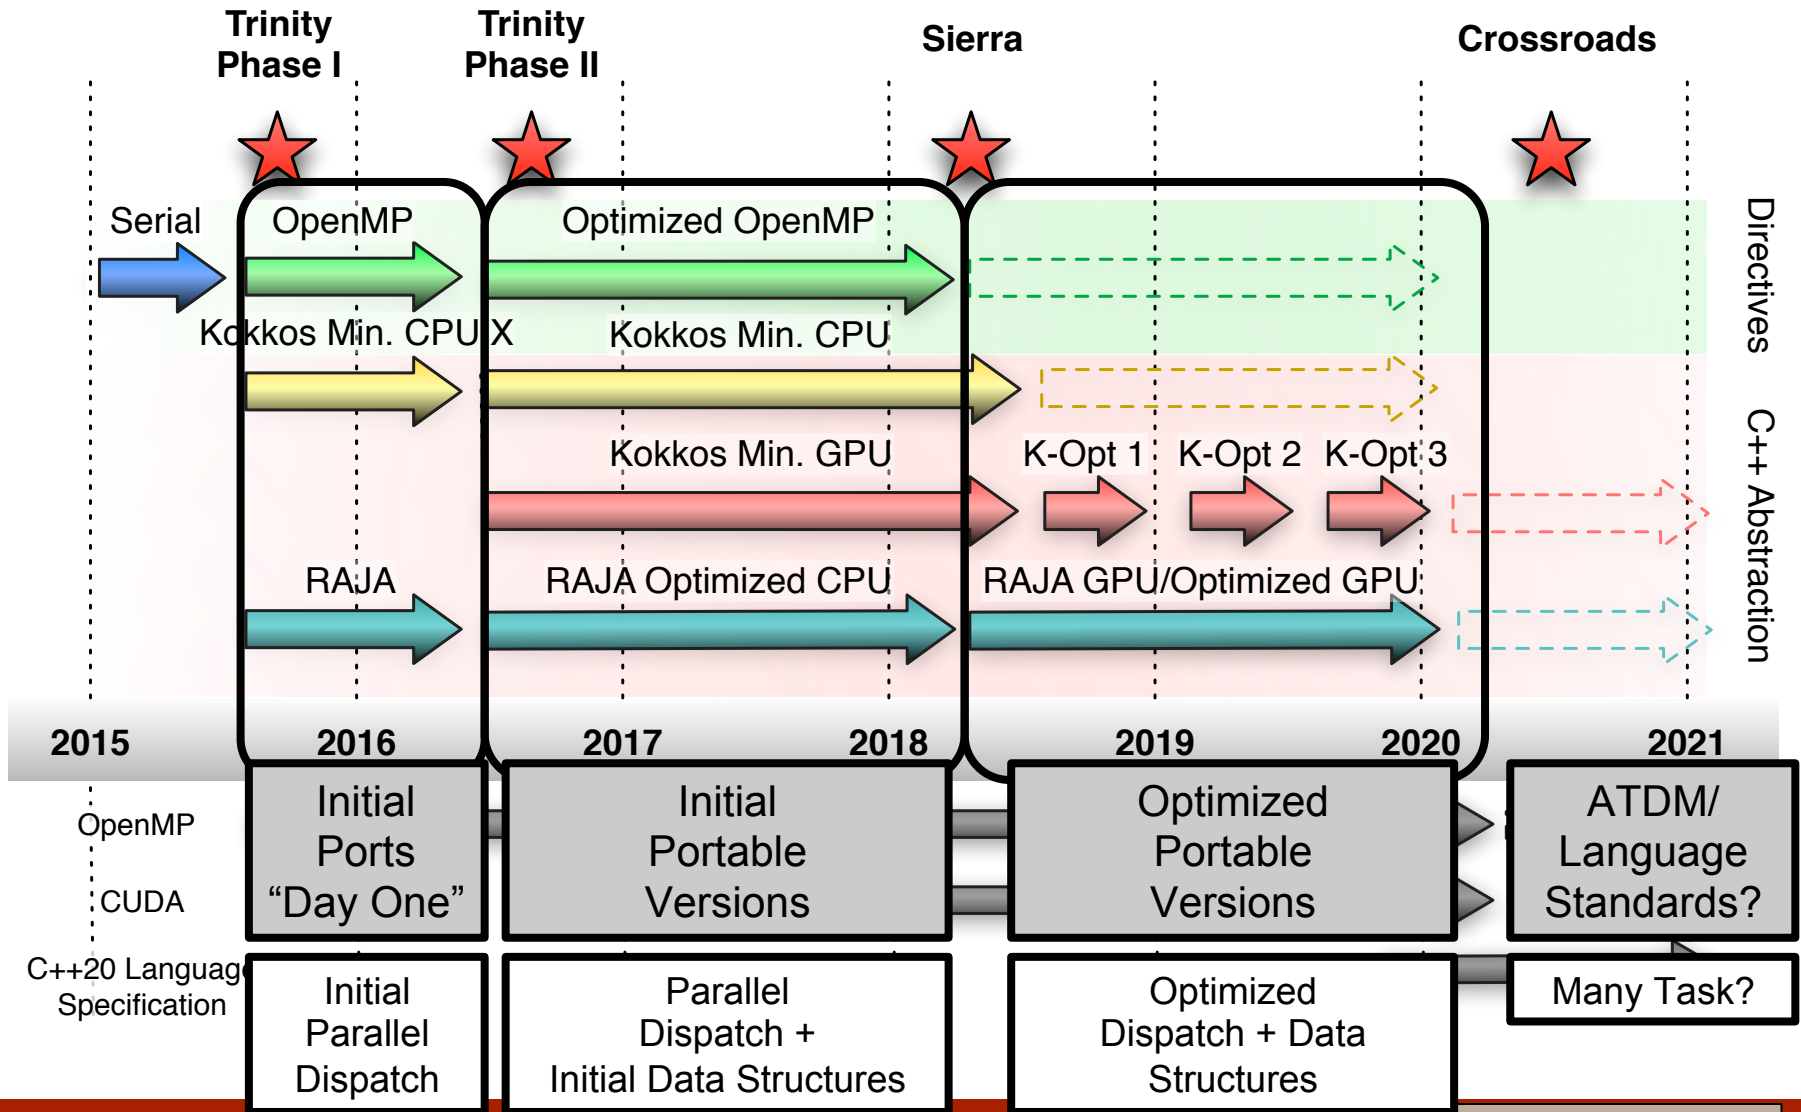 Trinity
Phase I
Trinity
Phase II
Sierra
Crossroads
Serial
OpenMP
Optimized OpenMP
Directives
Kokkos Min. CPU X
Kokkos Min. CPU
Kokkos Min. GPU
K-Opt 1
K-Opt 2
K-Opt 3
C++ Abstraction
RAJA
RAJA Optimized CPU
RAJA GPU/Optimized GPU
2015
2016
2017
2018
2019
2020
2021
OpenMP
CUDA
C++20 Language
Specification
Initial
Ports
“Day One”
Initial
Portable
Versions
Optimized
Portable
Versions
ATDM/
Language
Standards?
Initial
Parallel
Dispatch
Parallel
Dispatch +
Initial Data Structures
Optimized
Dispatch + Data
Structures
Many Task?